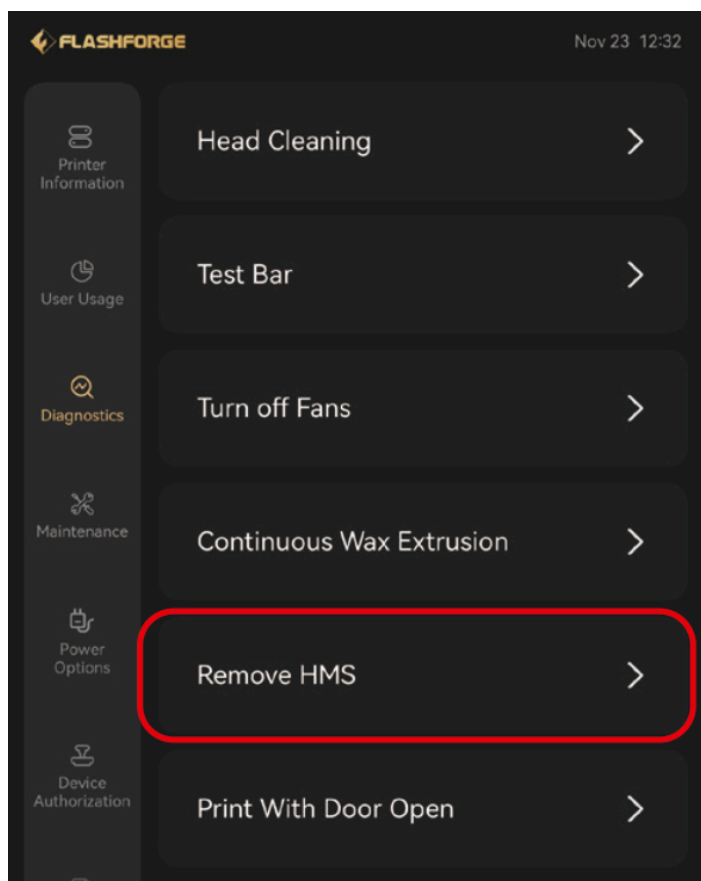 FLASHFORGE
Nov 23 12:32
Printer
Information
User Usage
Diagnostics
Maintenance
Power
Options
Device
Authorization
Head Cleaning
Test Bar
Turn off Fans
Continuous Wax Extrusion
Remove HMS
Print With Door Open